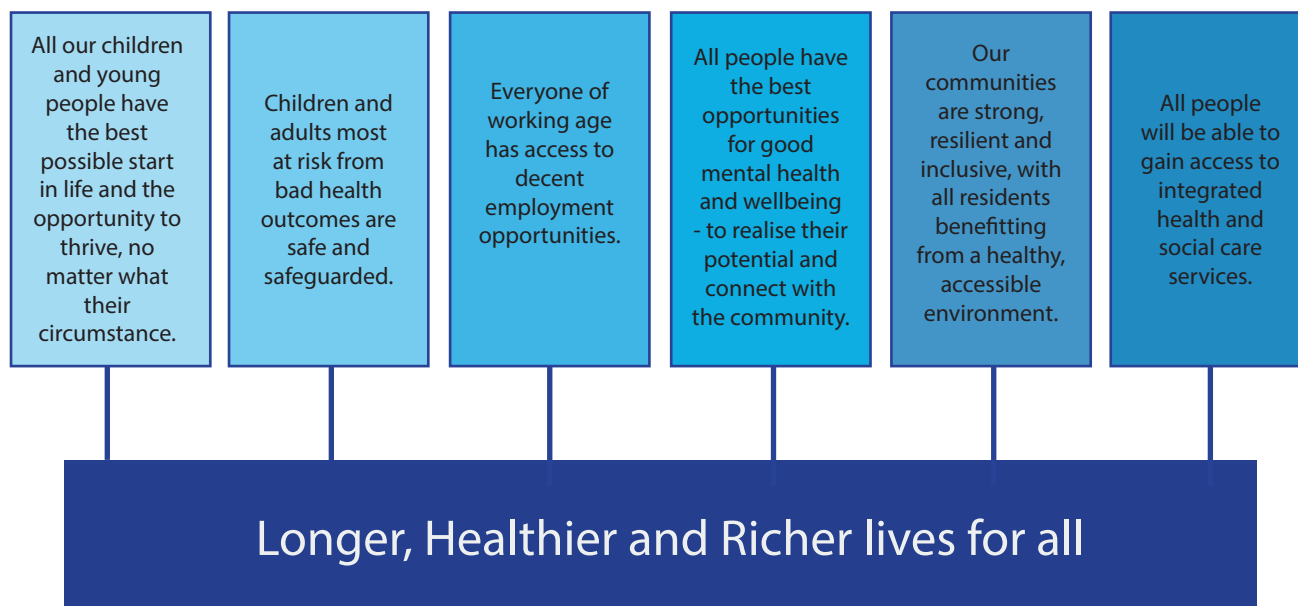 All our children
and young
people have
the best
possible start
in life and the
opportunity to
thrive, no
matter what
their
circumstance.
Children and
adults most
at risk from
bad health
outcomes are
safe and
safeguarded.
Everyone of
working age
has access to
decent
employment
opportunities.
All people have
the best
opportunities
for good
mental health
and wellbeing
- to realise their
potential and
connect with
the community.
Our
communities
are strong,
resilient and
inclusive, with
all residents
benefitting
from a healthy,
accessible
environment.
All people
will be able to
gain access to
integrated
health and
social care
services.
Longer, Healthier and Richer lives for all